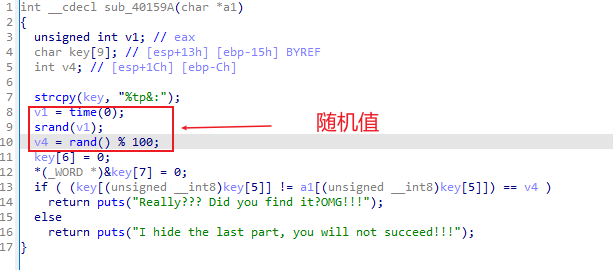 1 int __cdecl sub_40159A(char *a1)
2 {
3 unsigned int v1; // eax
4 char key[9]; // [esp+13h] [ebp-15h] BYREF
5 int v4; // [esp+1Ch] [ebp-Ch]
6
7 strcpy(key, "%tp&:");
8 v1 = time(0);
9 srand(v1);
10 v4 = rand() % 100;
随机值
11 key[6] = 0;
12 *(_WORD *)&key[7] = 0;
13 if ( (key[(unsigned __int8)key[5]] != a1[(unsigned __int8)key[5]]) == v4 )
14 return puts("Really??? Did you find it?OMG!!!");
15 else
16 return puts("I hide the last part, you will not succeed!!!");
17 }